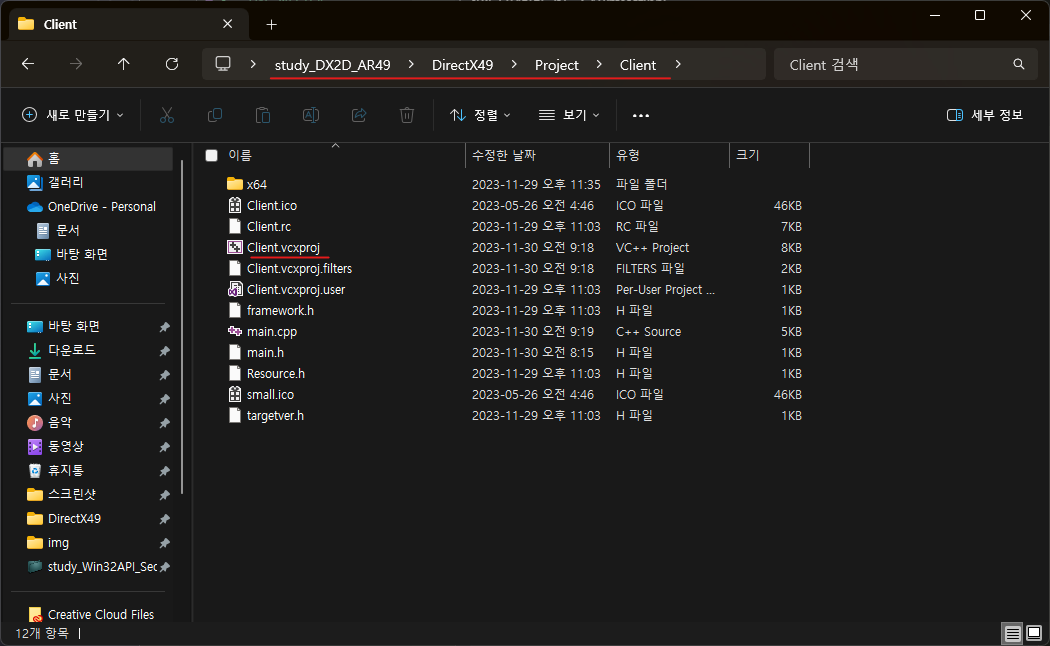 Client
study_DX2D_AR49 > DirectX49 > Project > Client >
Client 검색
새로 만들기
정렬
보기
세부 정보
홈
갤러리
OneDrive - Personal
문서
바탕 화면
사진
바탕 화면
다운로드
문서
사진
음악
동영상
휴지통
스크린샷
DirectX49
img
study_Win32API_Sec
Creative Cloud Files
이름 수정한 날짜 유형 크기
x64 2023-11-29 오후 11:35 파일 폴더
Client.ico 2023-05-26 오전 4:46 ICO 파일 46KB
Client.rc 2023-11-29 오후 11:03 RC 파일 7KB
Client.vcxproj 2023-11-30 오전 9:18 VC++ Project 8KB
Client.vcxproj.filters 2023-11-30 오전 9:18 FILTERS 파일 2KB
Client.vcxproj.user 2023-11-29 오후 11:03 Per-User Project ... 1KB
framework.h 2023-11-29 오후 11:03 H 파일 1KB
main.cpp 2023-11-30 오전 9:19 C++ Source 5KB
main.h 2023-11-30 오전 8:15 H 파일 1KB
Resource.h 2023-11-29 오후 11:03 H 파일 1KB
small.ico 2023-05-26 오전 4:46 ICO 파일 46KB
targetver.h 2023-11-29 오후 11:03 H 파일 1KB
12개 항목